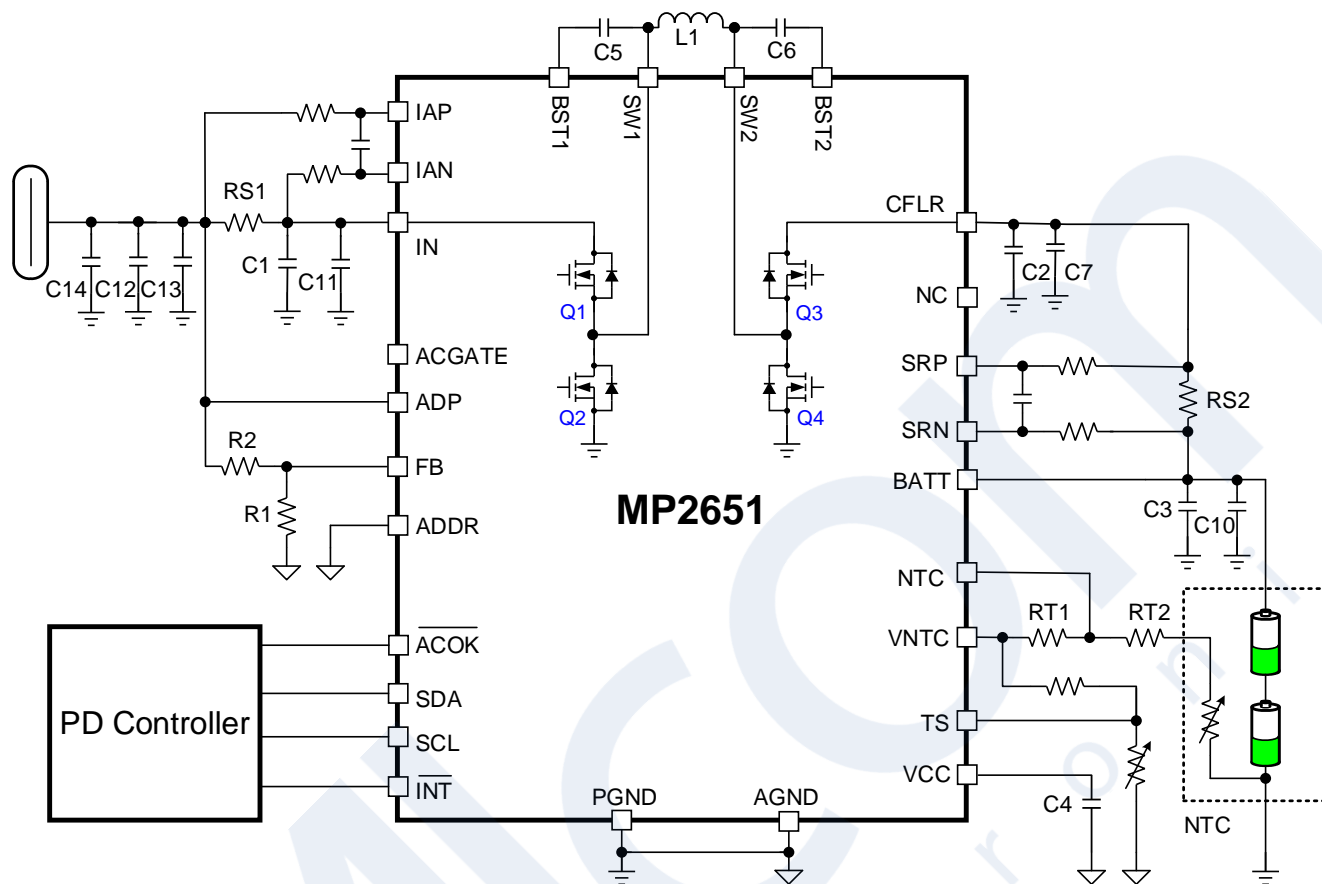 C5
L1
C6
BST1
SW1
SW2
BST2
IAP
IAN
RS1
IN
C14
C12
C13
C1
C11
CFLR
C2
C7
NC
Q1
Q3
Q2
Q4
ACGATE
ADP
R2
FB
R1
ADDR
SRP
RS2
SRN
BATT
C3
C10
MP2651
NTC
VNTC
RT1
RT2
TS
VCC
C4
NTC
PD Controller
ACOK
SDA
SCL
INT
PGND
AGND